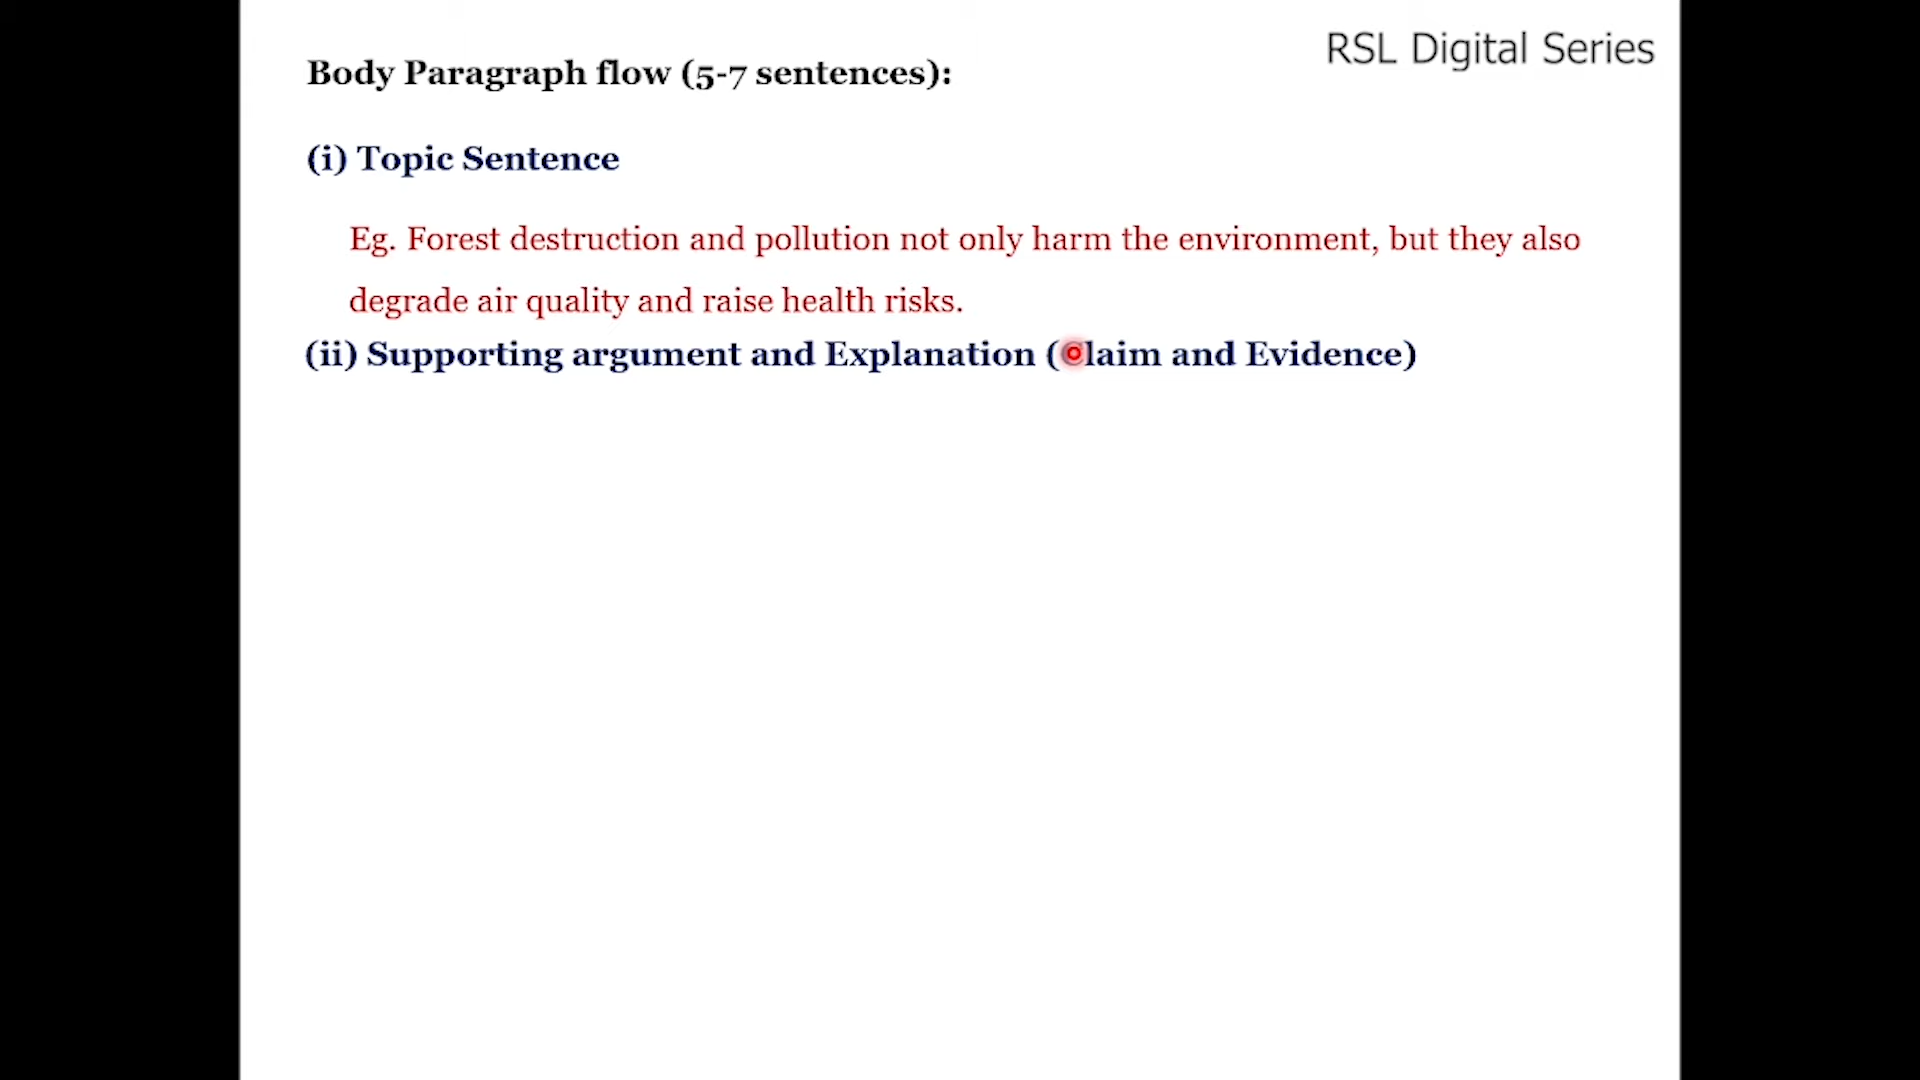 RSL Digital Series
Body Paragraph flow (5-7 sentences):
(i) Topic Sentence
Eg. Forest destruction and pollution not only harm the environment, but they also
degrade air quality and raise health risks.
(ii) Supporting argument and Explanation (Claim and Evidence)